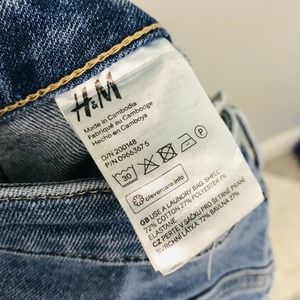 H&M
Made in Cambodia
Fabriqué au Cambodge
Hecho en Camboya
O/N 200148
P/N 0966367 5
30
P
clevercare.info
GB USE A LAUNDRY BAG. SHELL:
72% COTTON 27% POLYESTER 1%
ELASTANE.
CZ PERTE V SÁČKU PRO ŠETRNÉ PRANÍ.
SVRCHNÍ LÁTKA: 72% BAVLNA 27%